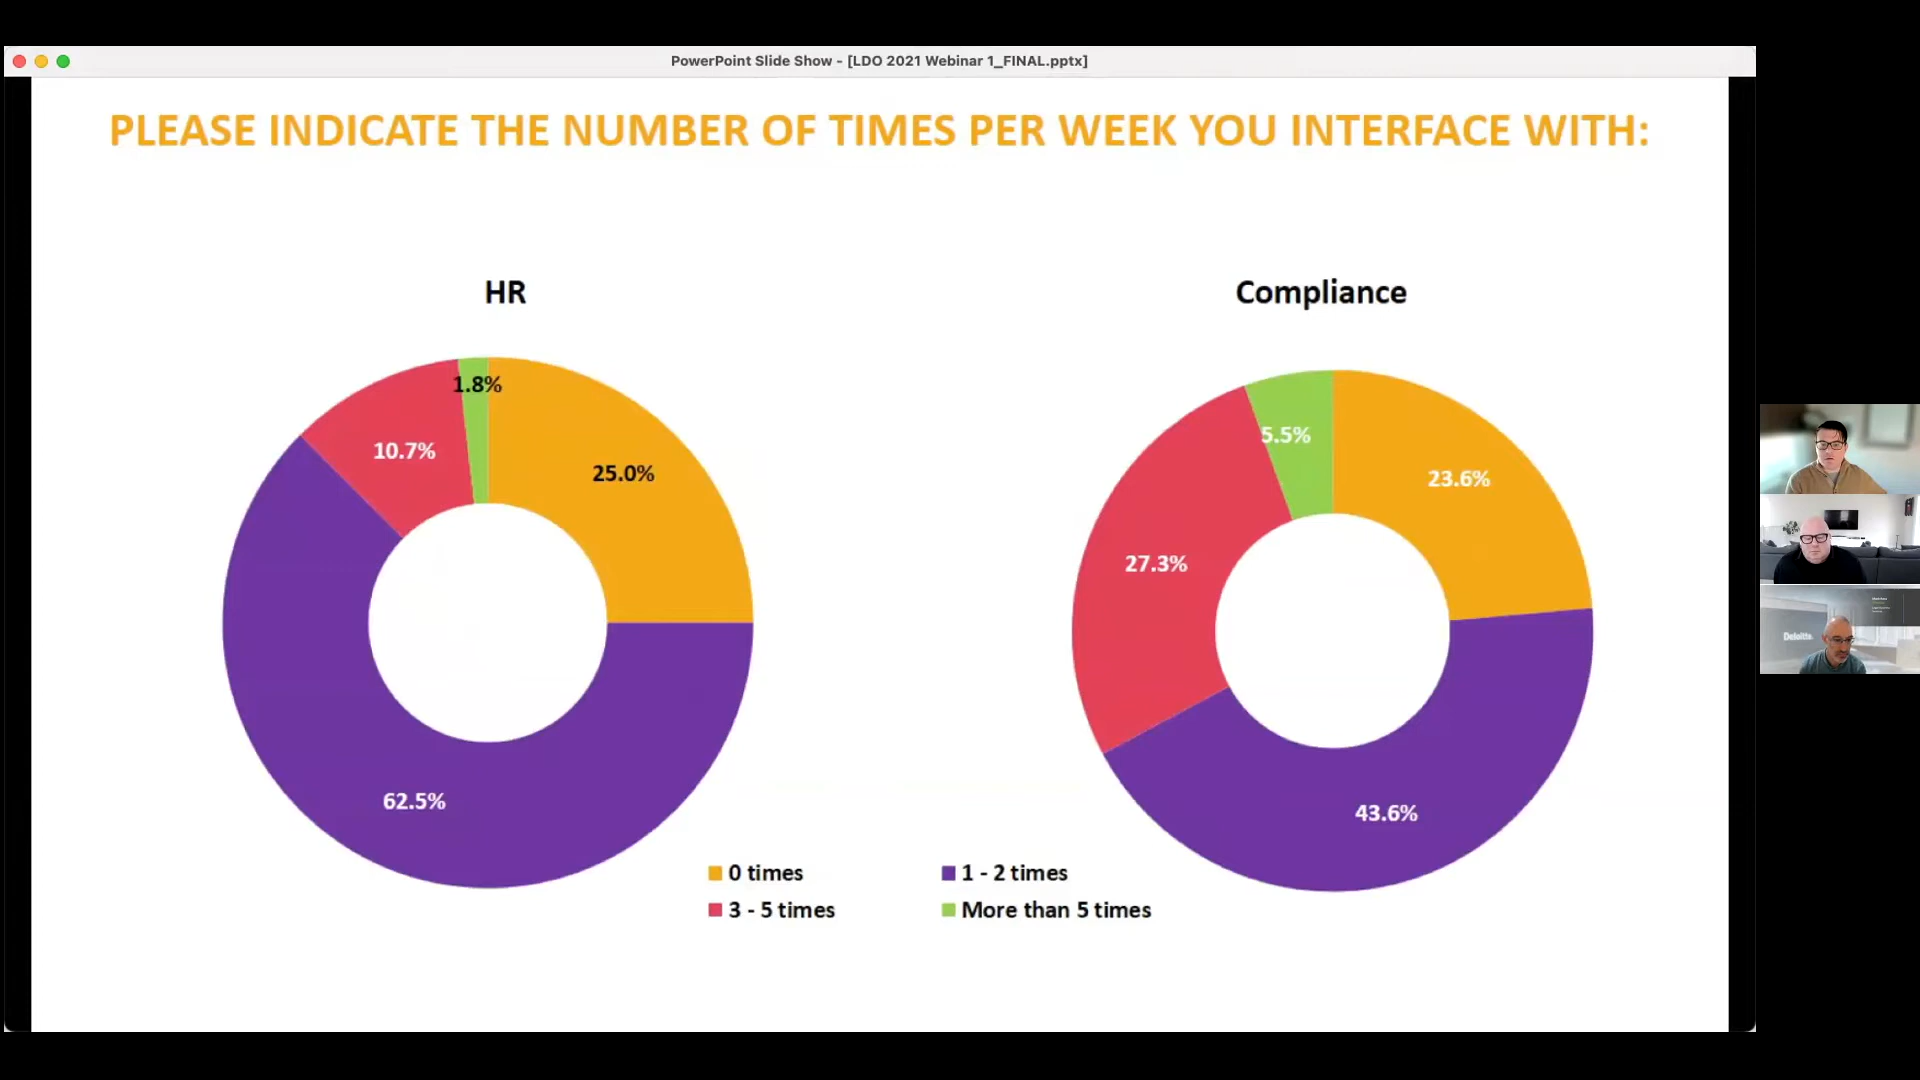 PowerPoint Slide Show - [LDO 2021 Webinar 1_FINAL.pptx]
PLEASE INDICATE THE NUMBER OF TIMES PER WEEK YOU INTERFACE WITH:
HR
1.8%
10.7%
25.0%
62.5%
Compliance
5.5%
23.6%
27.3%
43.6%
0 times
1 - 2 times
3 - 5 times
More than 5 times
Deloitte.